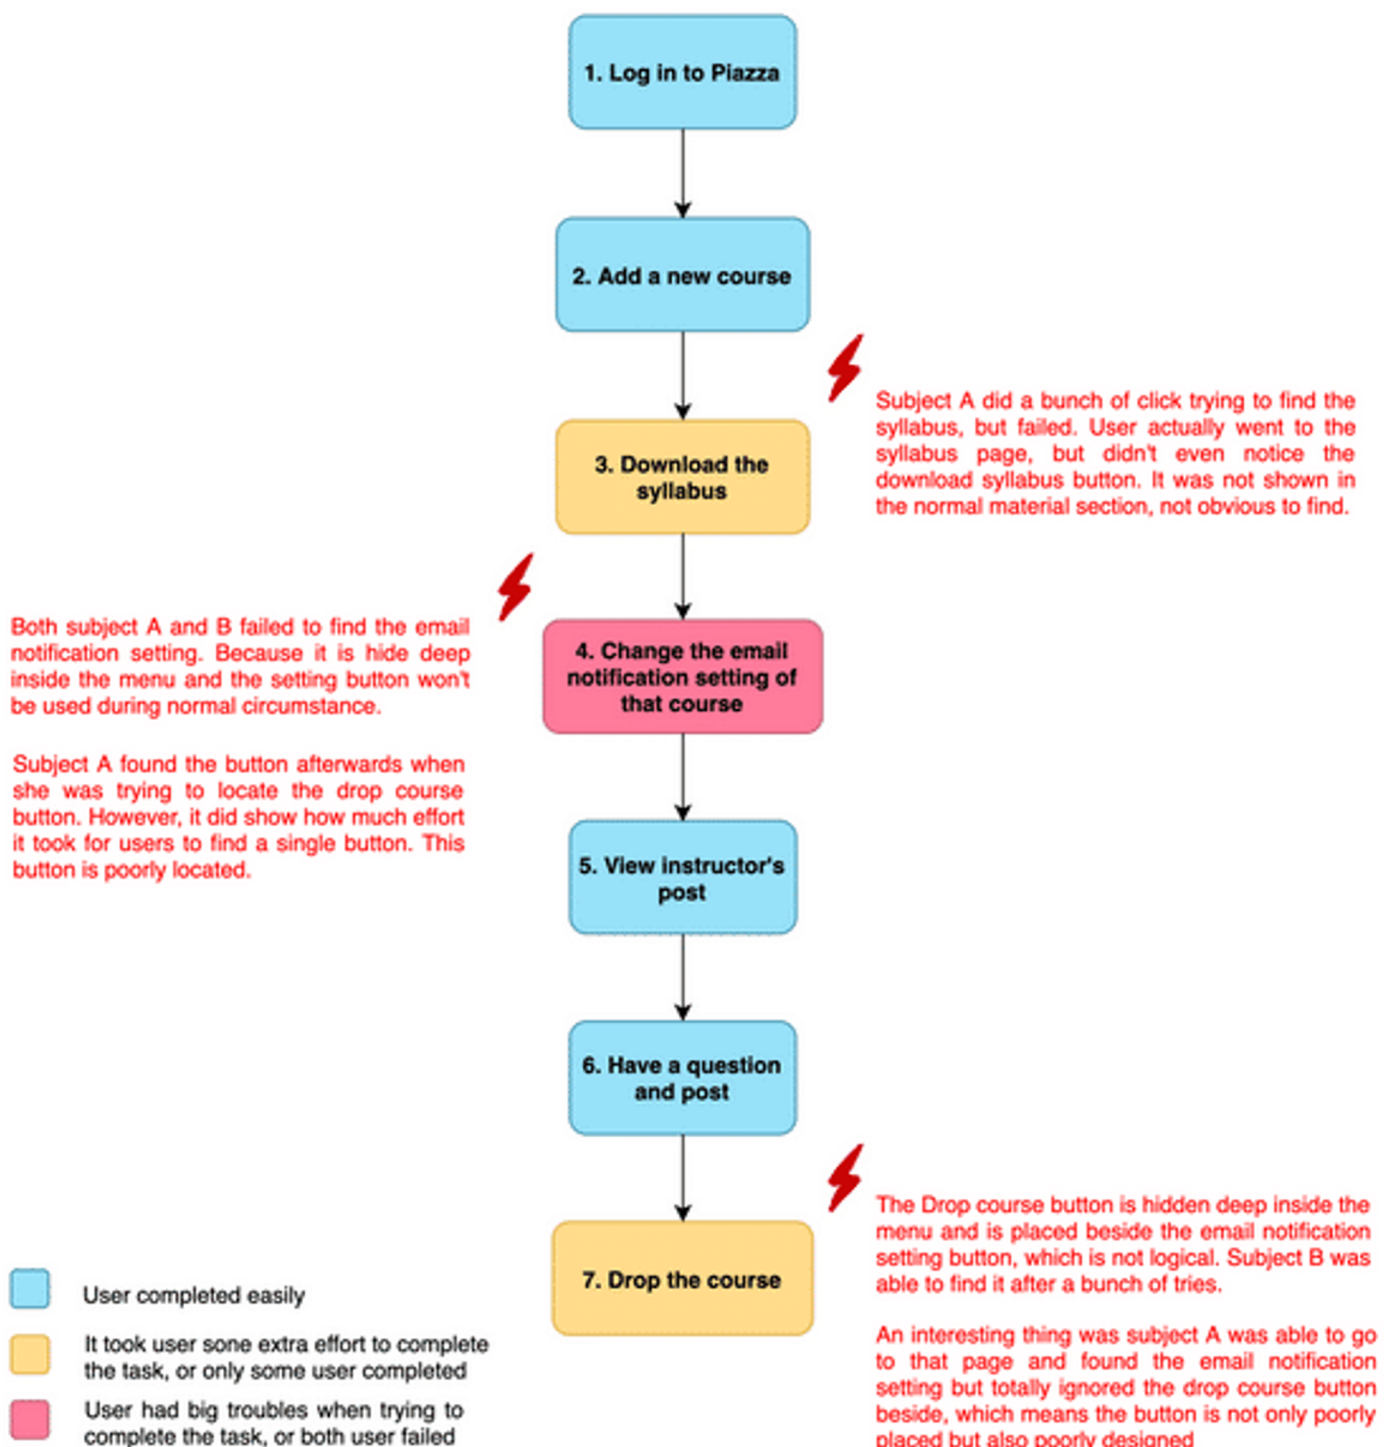 1. Log in to Piazza
2. Add a new course
Subject A did a bunch of click trying to find the
syllabus, but failed. User actually went to the
syllabus page, but didn't even notice the
download syllabus button. It was not shown in
the normal material section, not obvious to find.
3. Download the
syllabus
Both subject A and B failed to find the email
notification setting. Because it is hide deep
inside the menu and the setting button won't
be used during normal circumstance.
Subject A found the button afterwards when
she was trying to locate the drop course
button. However, it did show how much effort
it took for users to find a single button. This
button is poorly located.
4. Change the email
notification setting of
that course
5. View instructor's
post
6. Have a question
and post
The Drop course button is hidden deep inside the
menu and is placed beside the email notification
setting button, which is not logical. Subject B was
able to find it after a bunch of tries.
An interesting thing was subject A was able to go
to that page and found the email notification
setting but totally ignored the drop course button
beside, which means the button is not only poorly
placed but also poorly designed
7. Drop the course
User completed easily
It took user sone extra effort to complete
the task, or only some user completed
User had big troubles when trying to
complete the task, or both user failed